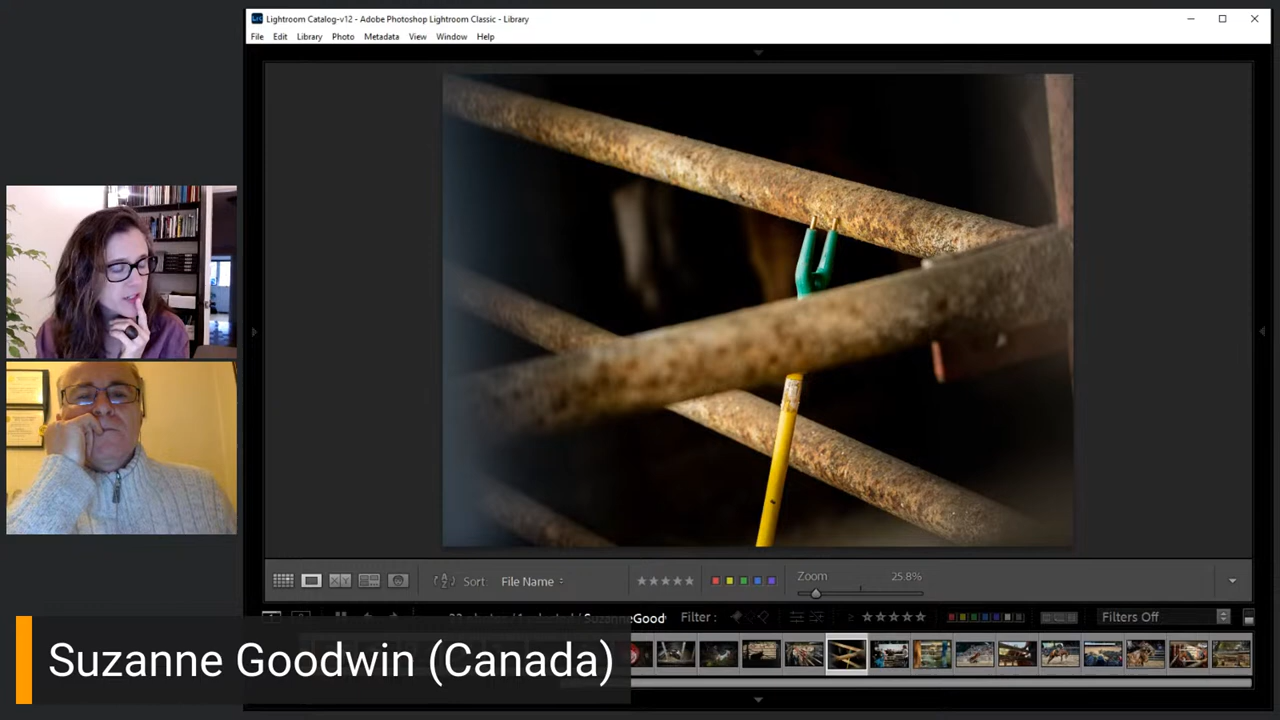 Lightroom Catalog-v12 - Adobe Photoshop Lightroom Classic - Library
File Edit Library Photo Metadata View Window Help
Sort: File Name
Zoom 25.8%
SuzanneGoodw
Filter :
Filters Off
Suzanne Goodwin (Canada)